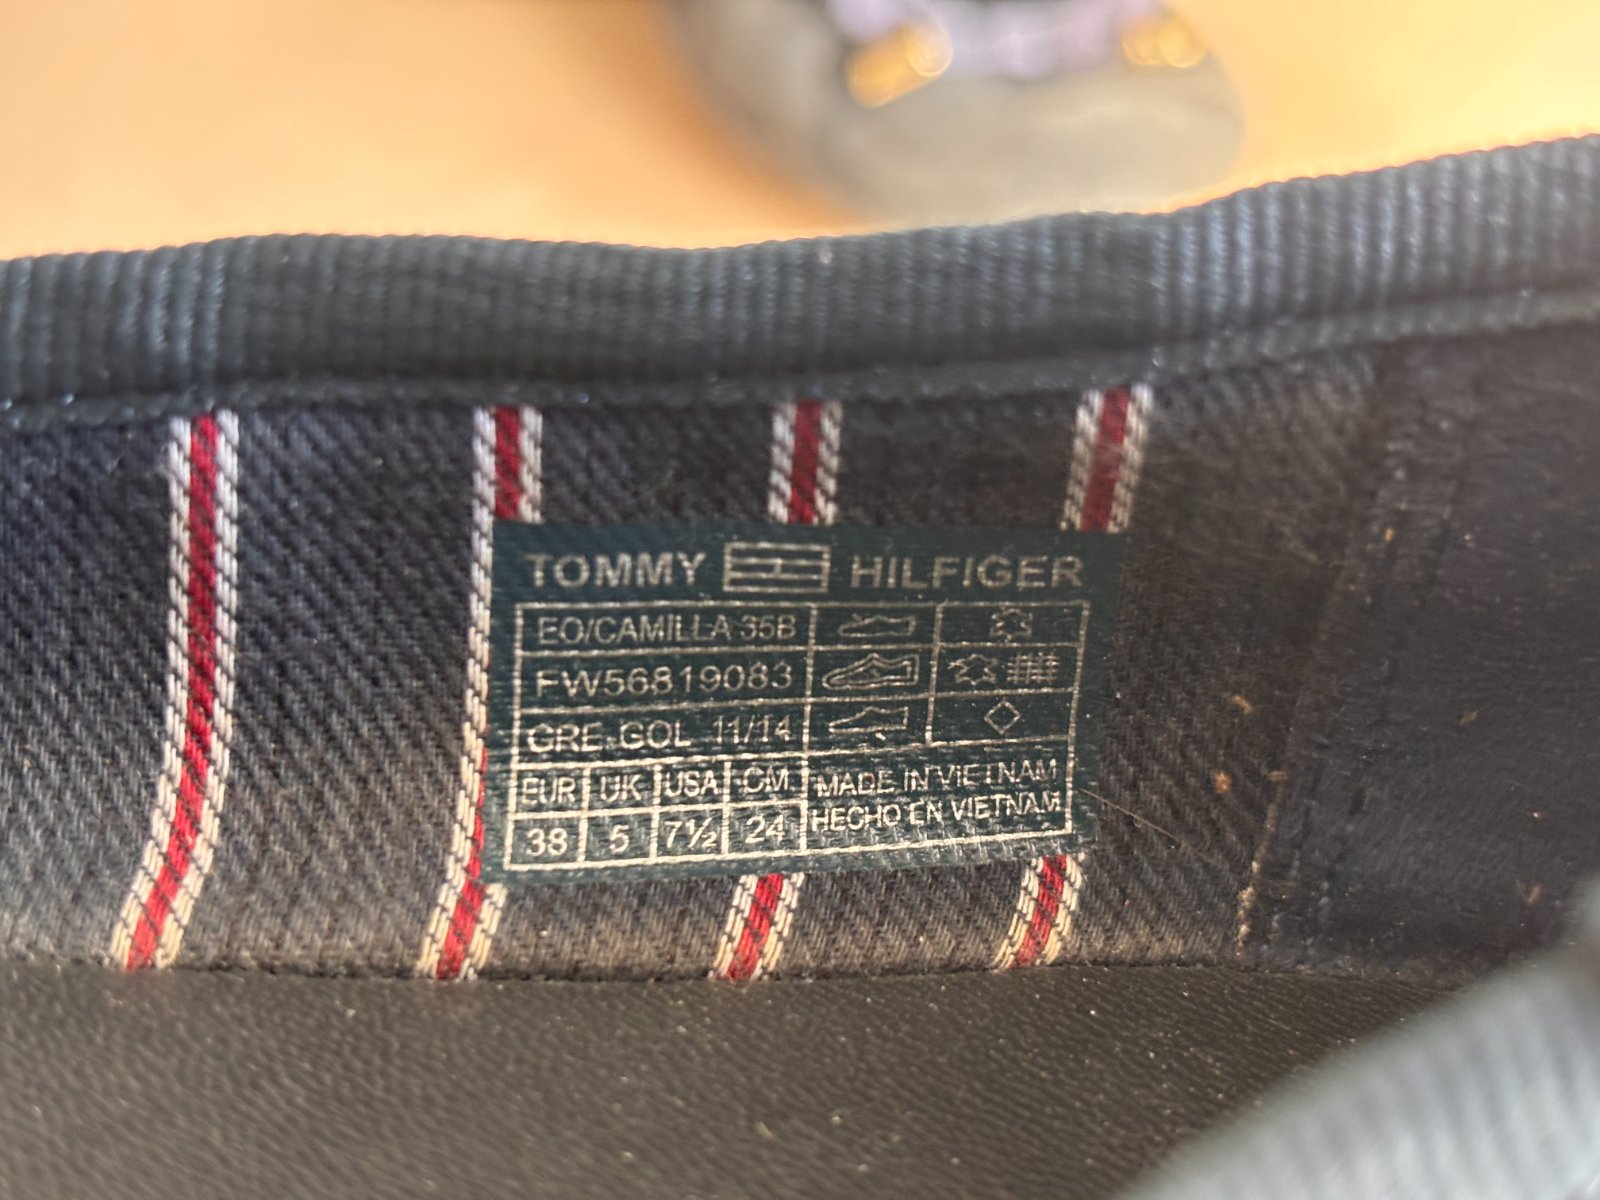 TOMMY HILFIGER
EO/CAMILLA 35B
FW56819083
GRE.GOL 11/14
EUR UK USA CM
38 5 7½ 24
MADE IN VIETNAM
HECHO EN VIETNAM